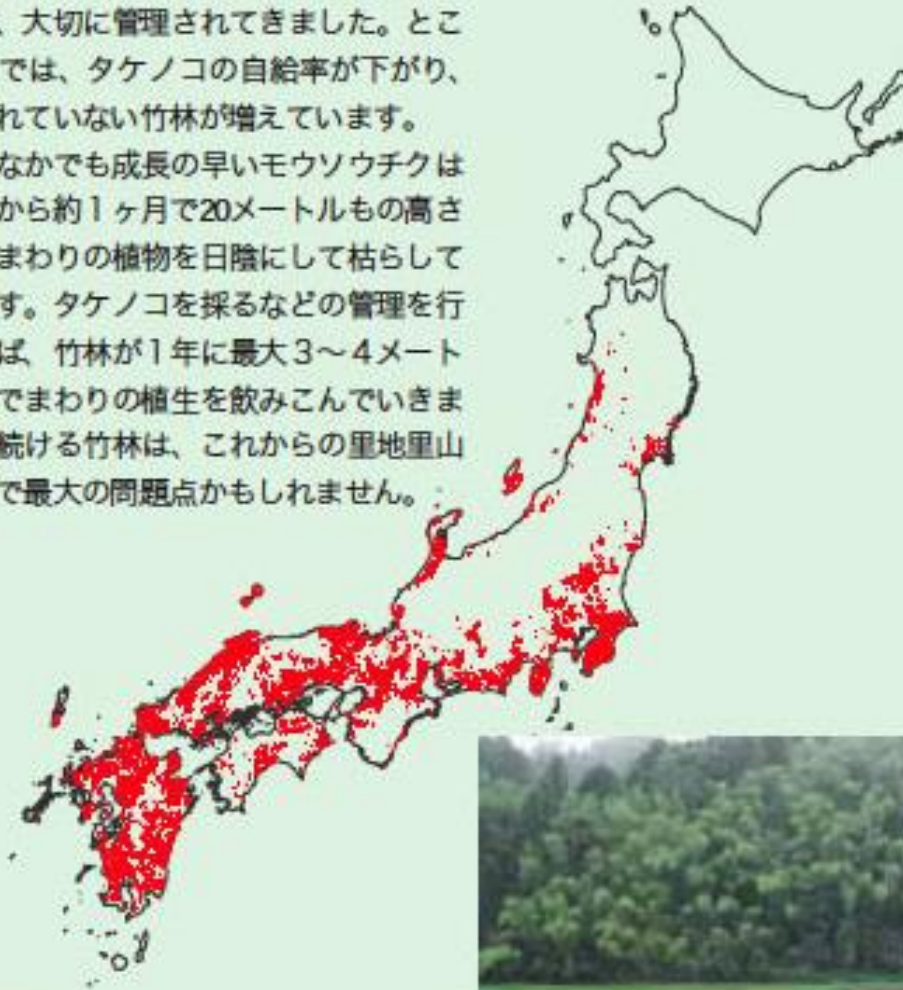 、大切に管理されてきました。とこ
では、タケノコの自給率が下がり、
れていない竹林が増えています。
なかでも成長の早いモウソウチクは
から約1ヶ月で20メートルもの高さ
まわりの植物を日陰にして枯らして
す。タケノコを採るなどの管理を行
ば、竹林が1年に最大3〜4メート
でまわりの植生を飲みこんでいきま
続ける竹林は、これからの里地里山
で最大の問題点かもしれません。